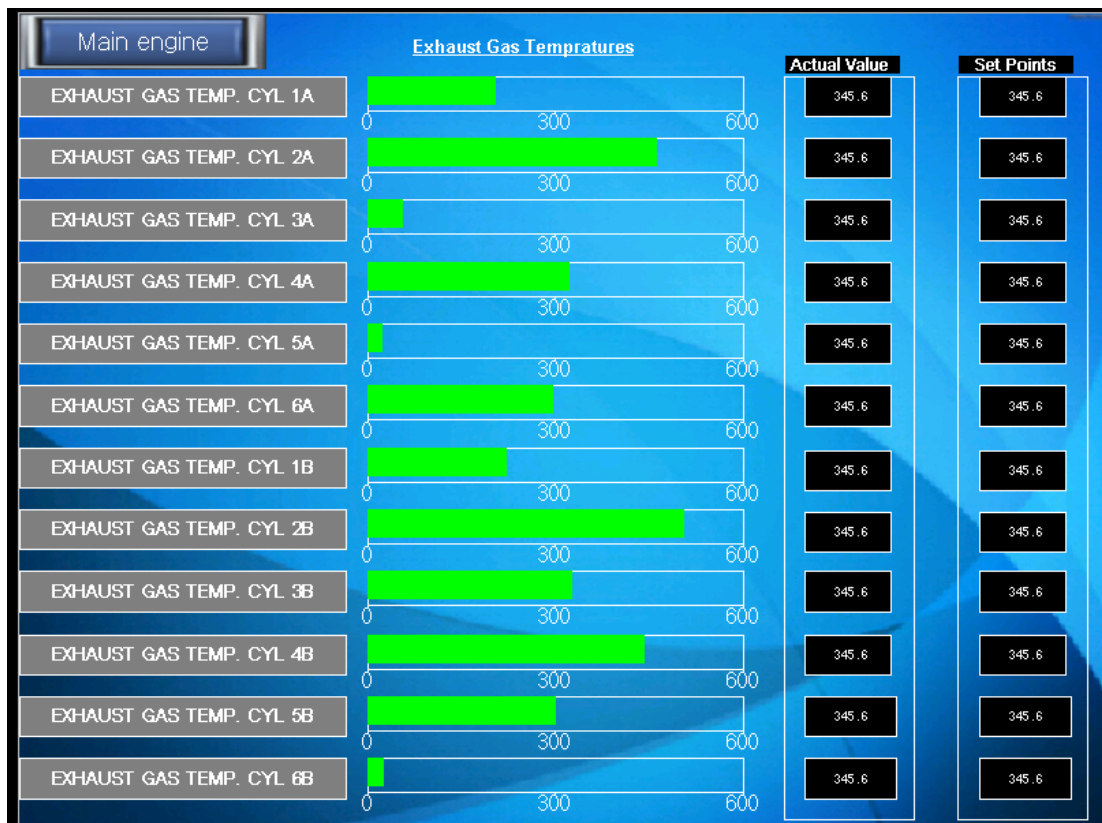 Main engine
Exhaust Gas Tempratures
Actual Value Set Points
EXHAUST GAS TEMP. CYL 1A 345.6 345.6
0 300 600
EXHAUST GAS TEMP. CYL 2A 345.6 345.6
0 300 600
EXHAUST GAS TEMP. CYL 3A 345.6 345.6
0 300 600
EXHAUST GAS TEMP. CYL 4A 345.6 345.6
0 300 600
EXHAUST GAS TEMP. CYL 5A 345.6 345.6
0 300 600
EXHAUST GAS TEMP. CYL 6A 345.6 345.6
0 300 600
EXHAUST GAS TEMP. CYL 1B 345.6 345.6
0 300 600
EXHAUST GAS TEMP. CYL 2B 345.6 345.6
0 300 600
EXHAUST GAS TEMP. CYL 3B 345.6 345.6
0 300 600
EXHAUST GAS TEMP. CYL 4B 345.6 345.6
0 300 600
EXHAUST GAS TEMP. CYL 5B 345.6 345.6
0 300 600
EXHAUST GAS TEMP. CYL 6B 345.6 345.6
0 300 600